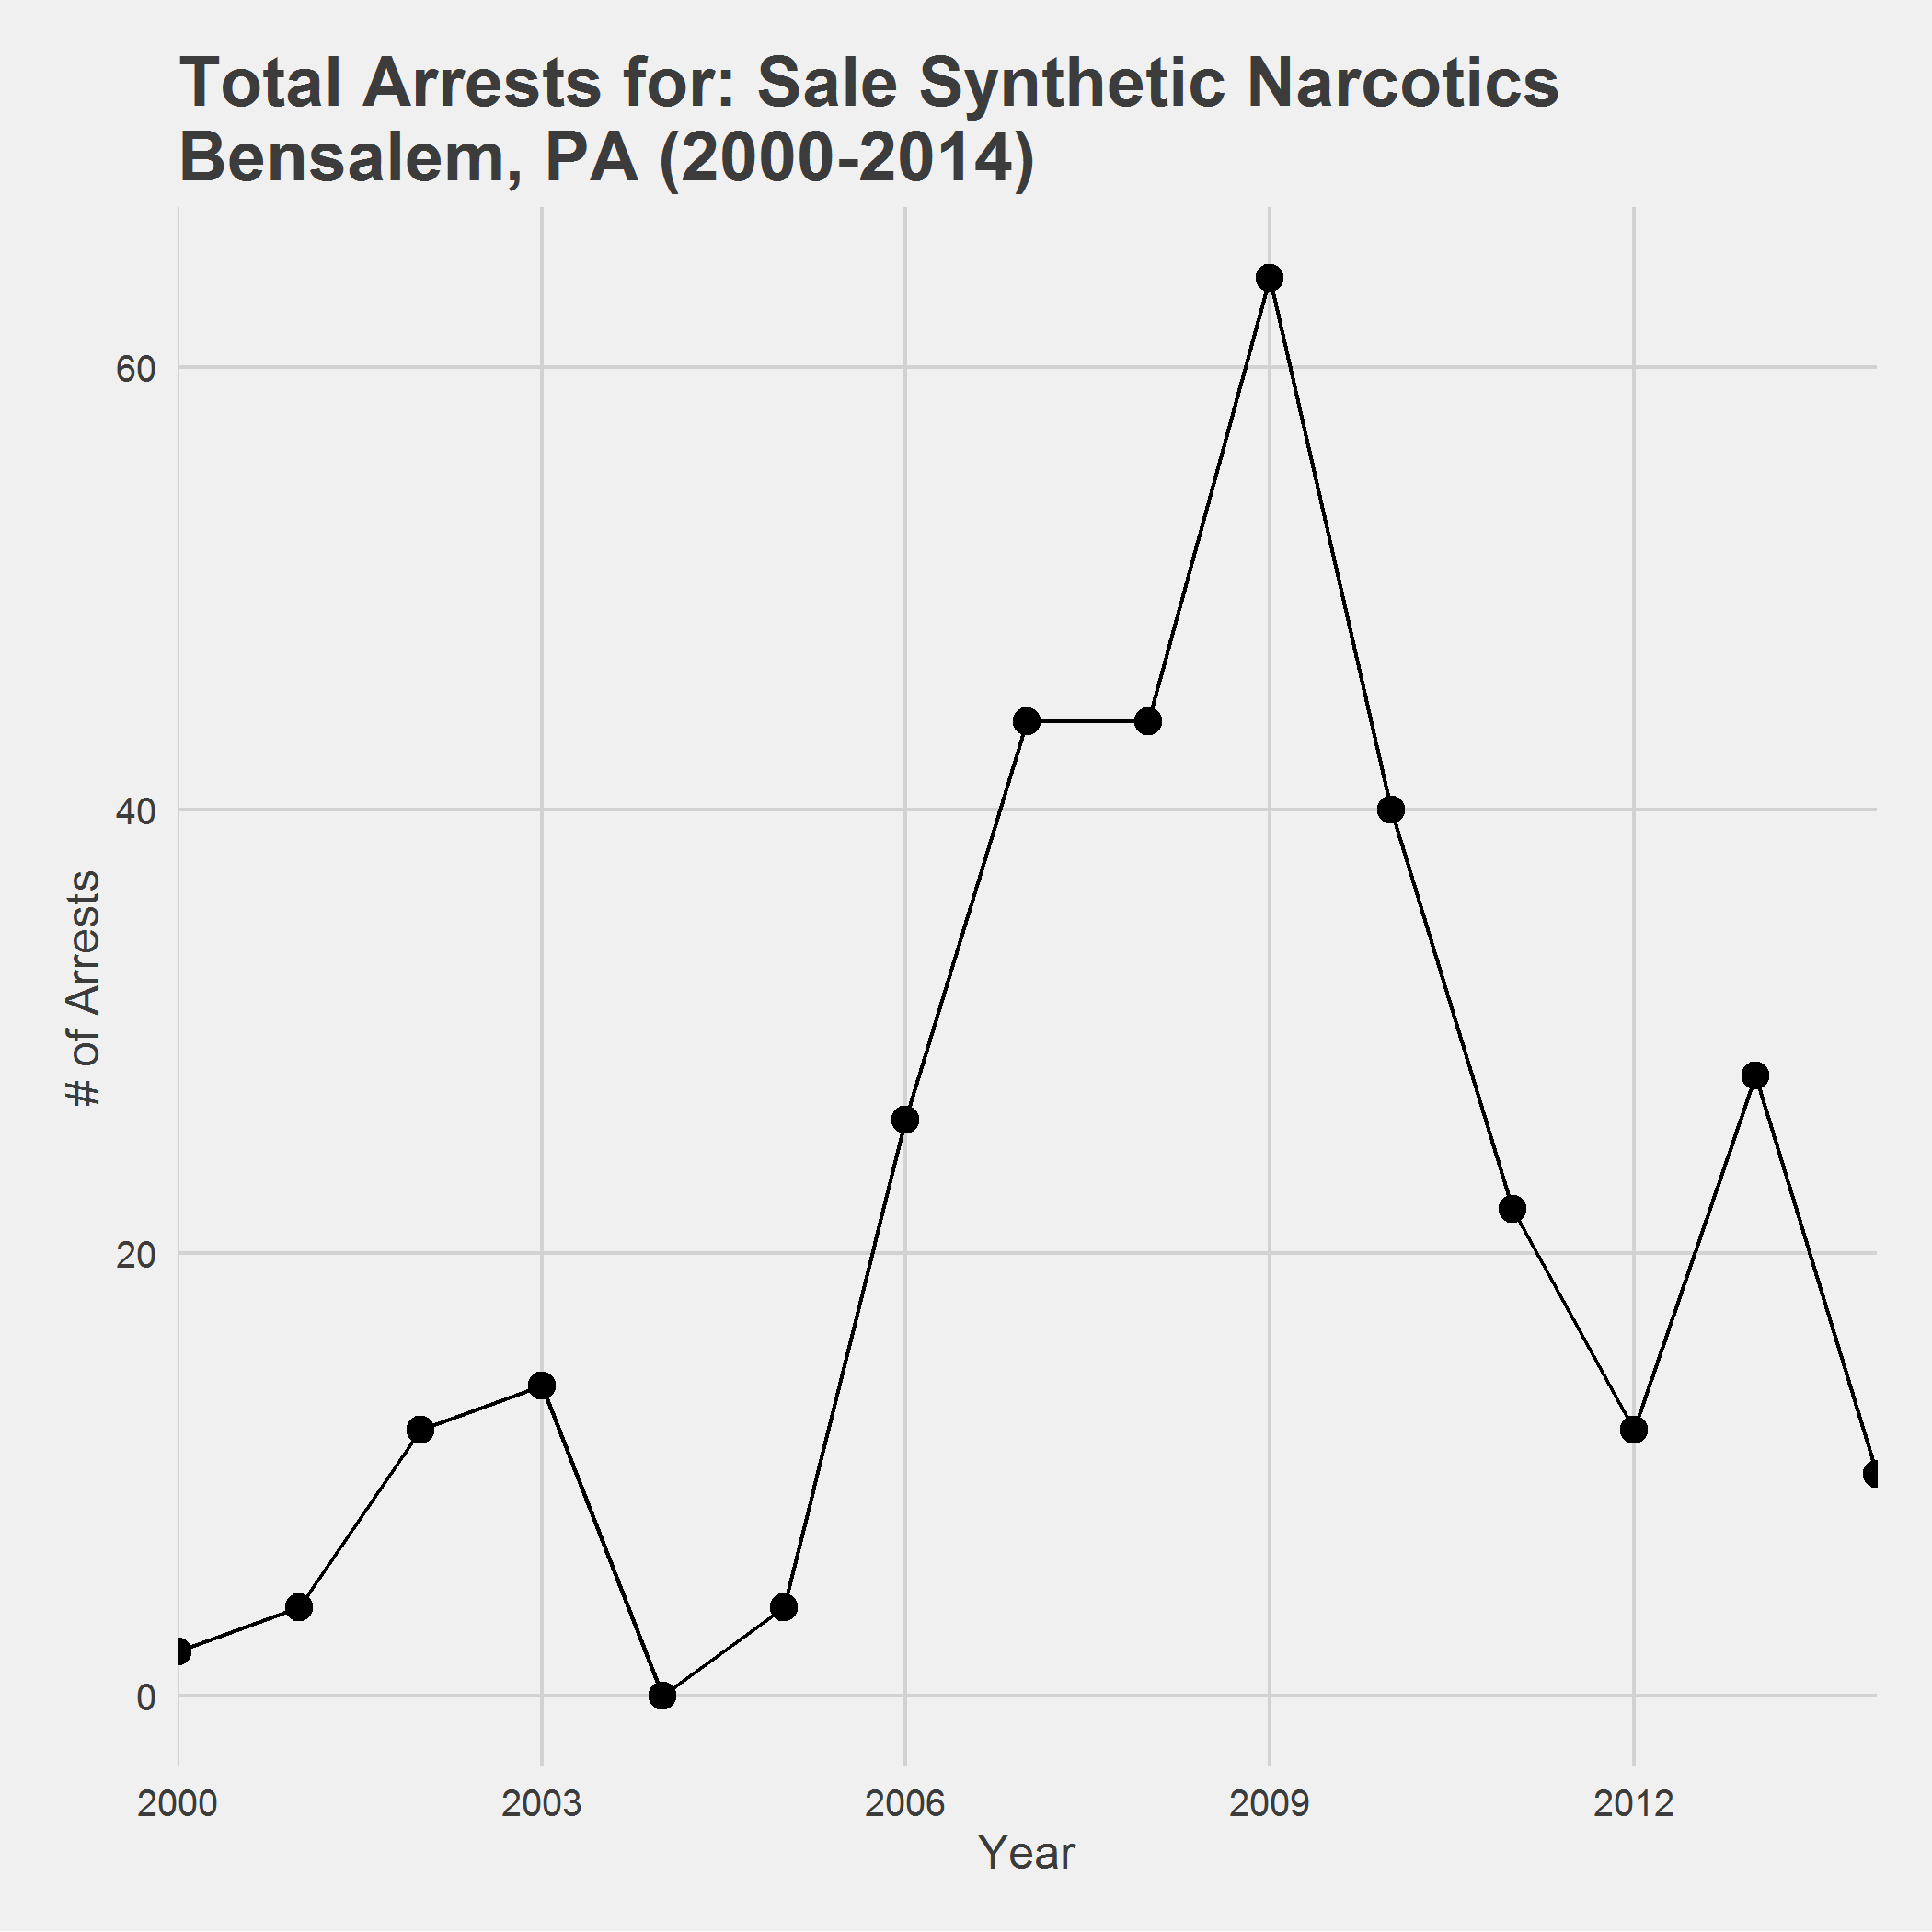 Total Arrests for: Sale Synthetic Narcotics
Bensalem, PA (2000-2014)
60
40
20
0
# of Arrests
2000
2003
2006
2009
2012
Year